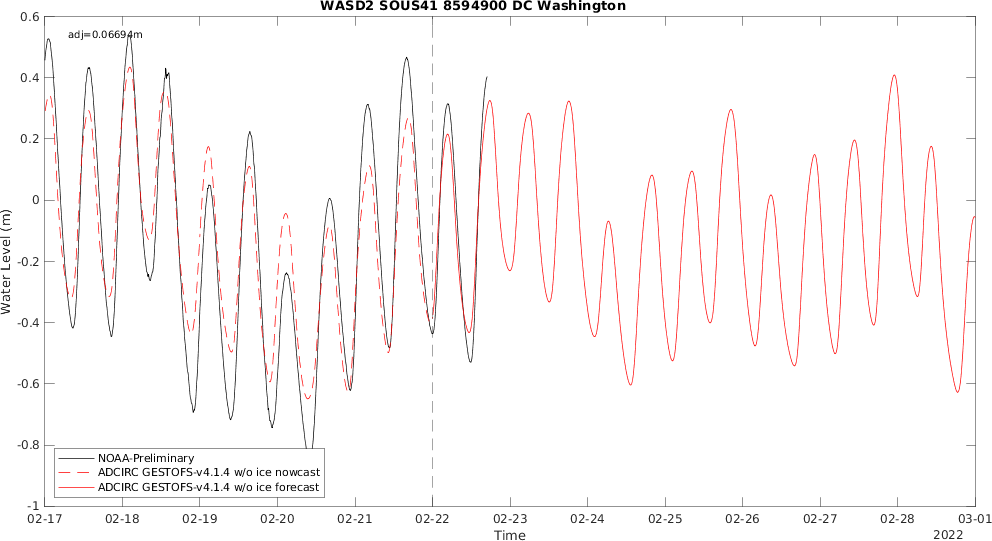 WASD2 SOUS41 8594900 DC Washington
adj=0.06694m
0.6
0.4
0.2
0
-0.2
-0.4
-0.6
-0.8
-1
Water Level (m)
NOAA-Preliminary
ADCIRC GESTOFS-v4.1.4 w/o ice nowcast
ADCIRC GESTOFS-v4.1.4 w/o ice forecast
02-17 02-18 02-19 02-20 02-21 02-22 02-23 02-24 02-25 02-26 02-27 02-28 03-01
Time
2022